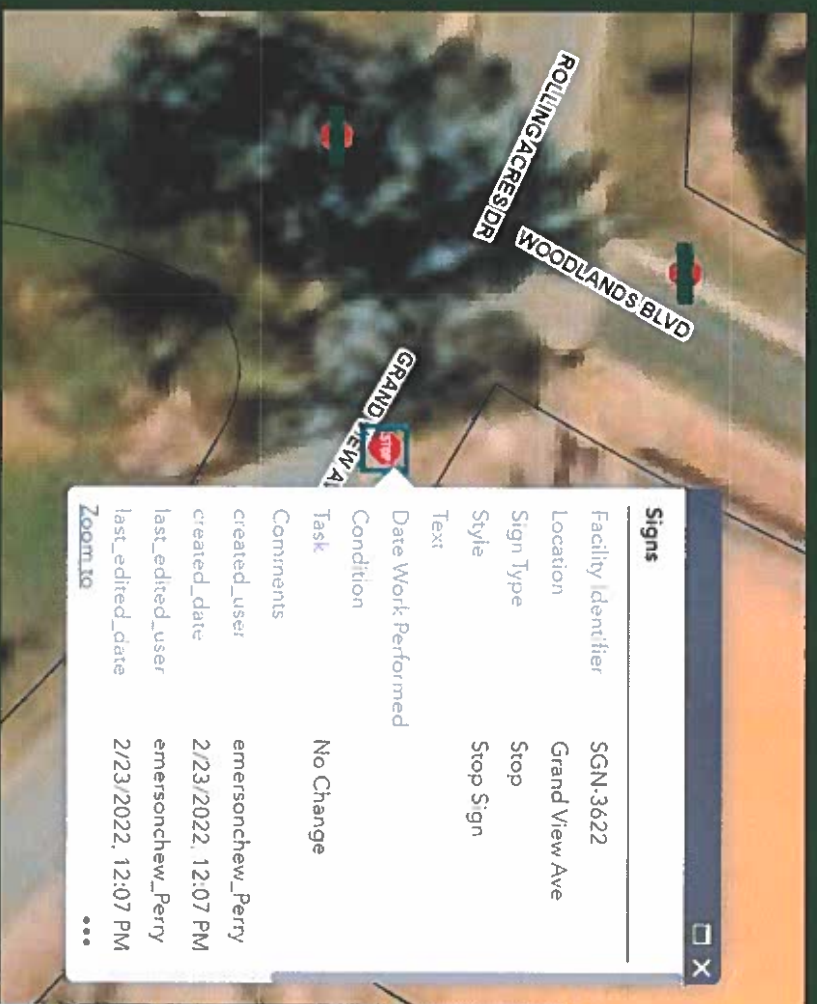 ROLLING ACRES DR
WOODLANDS BLVD
GRAND
EW A
STOP
Signs
Facility Identifier SGN-3622
Location Grand View Ave
Sign Type Stop
Style Stop Sign
Text
Date Work Performed
Condition
Task No Change
Comments
created_user emersonchew_Perry
created_date 2/23/2022, 12:07 PM
last_edited_user emersonchew_Perry
last_edited_date 2/23/2022, 12:07 PM
Zoom to